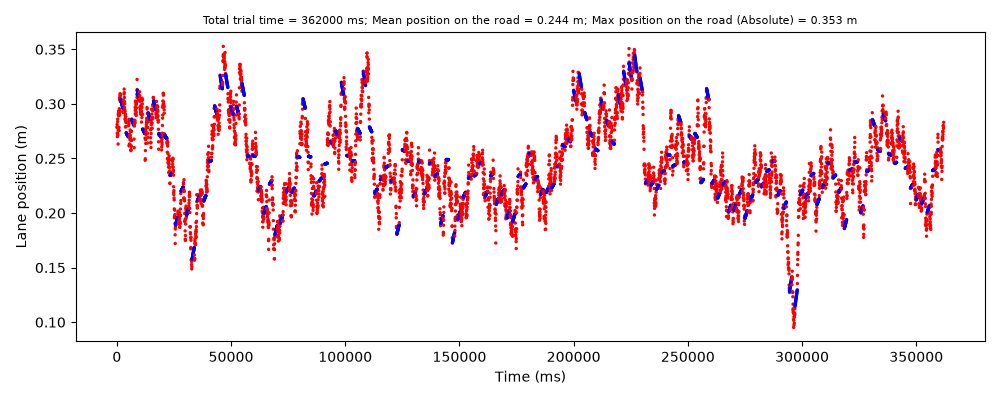 Total trial time = 362000 ms; Mean position on the road = 0.244 m; Max position on the road (Absolute) = 0.353 m
Lane position (m)
0.35
0.30
0.25
0.20
0.15
0.10
0 50000 100000 150000 200000 250000 300000 350000
Time (ms)